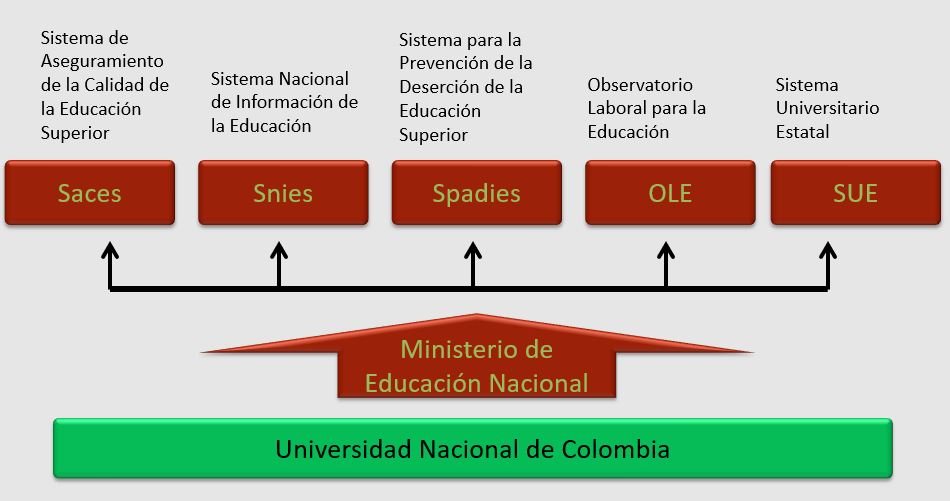 Sistema de
Aseguramiento
de la Calidad de
la Educación
Superior
Sistema Nacional
de Información de
la Educación
Sistema para la
Prevención de la
Deserción de la
Educación
Superior
Observatorio
Laboral para la
Educación
Sistema
Universitario
Estatal
Saces
Snies
Spadies
OLE
SUE
Ministerio de
Educación Nacional
Universidad Nacional de Colombia